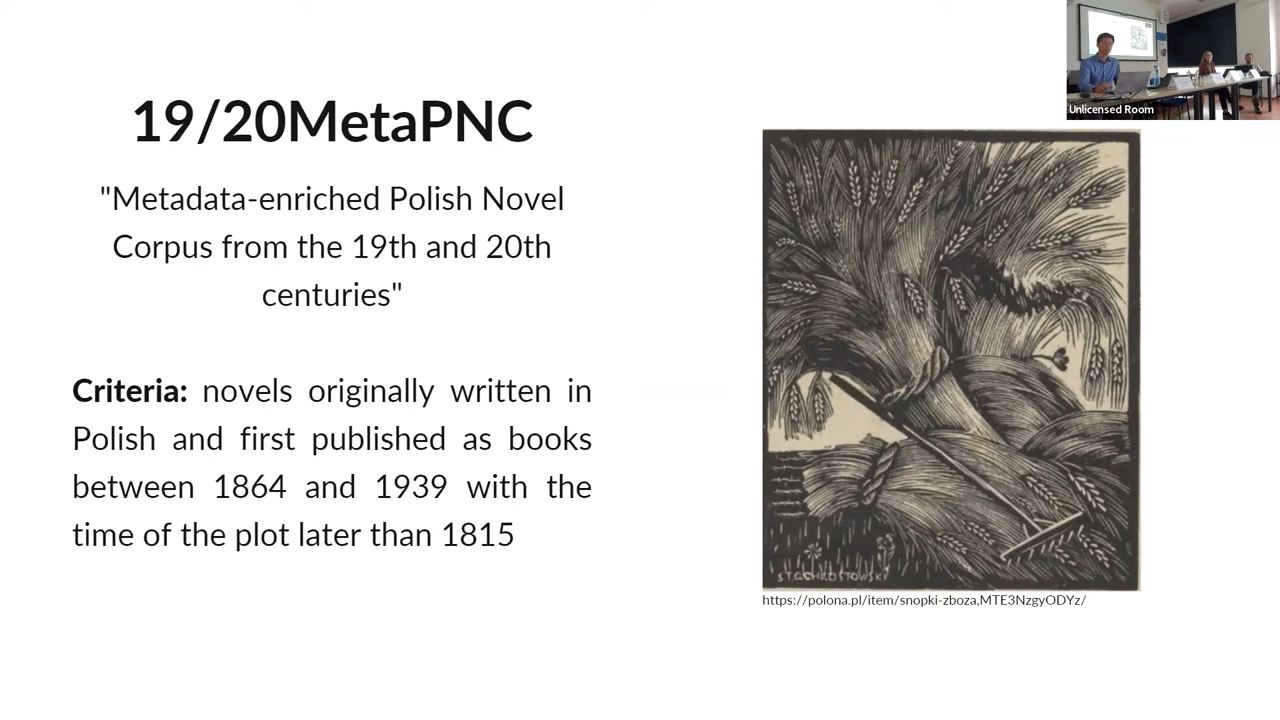 19/20MetaPNC
"Metadata-enriched Polish Novel
Corpus from the 19th and 20th
centuries"
Criteria: novels originally written in
Polish and first published as books
between 1864 and 1939 with the
time of the plot later than 1815
Unlicensed Room
ST.O.CHROSTOWSKI
https://polona.pl/item/snopki-zboza,MTE3NzgyODYz/